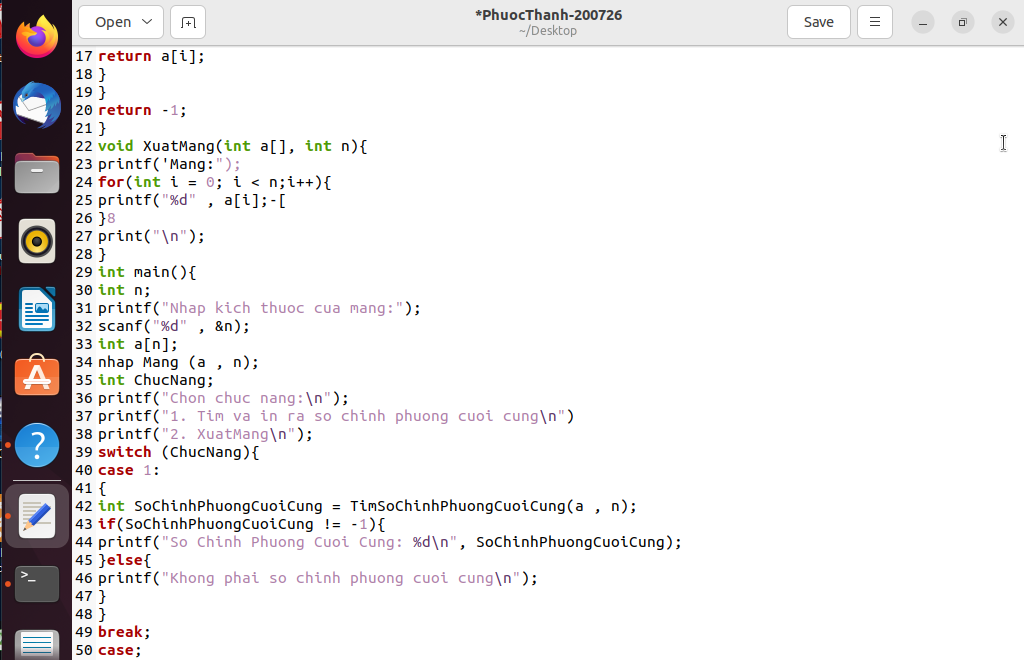 Open
*PhuocThanh-200726
~/Desktop
Save
17 return a[i];
18 }
19 }
20 return -1;
21 }
22 void XuatMang(int a[], int n){
23 printf('Mang:");
24 for(int i = 0; i < n;i++){
25 printf("%d" , a[i];-[
26 }8
27 print("\n");
28 }
29 int main(){
30 int n;
31 printf("Nhap kich thuoc cua mang:");
32 scanf("%d" , &n);
33 int a[n];
34 nhap Mang (a , n);
35 int ChucNang;
36 printf("Chon chuc nang:\n");
37 printf("1. Tim va in ra so chinh phuong cuoi cung\n")
38 printf("2. XuatMang\n");
39 switch (ChucNang){
40 case 1:
41 {
42 int SoChinhPhuongCuoiCung = TimSoChinhPhuongCuoiCung(a , n);
43 if(SoChinhPhuongCuoiCung != -1){
44 printf("So Chinh Phuong Cuoi Cung: %d\n", SoChinhPhuongCuoiCung);
45 }else{
46 printf("Khong phai so chinh phuong cuoi cung\n");
47 }
48 }
49 break;
50 case;